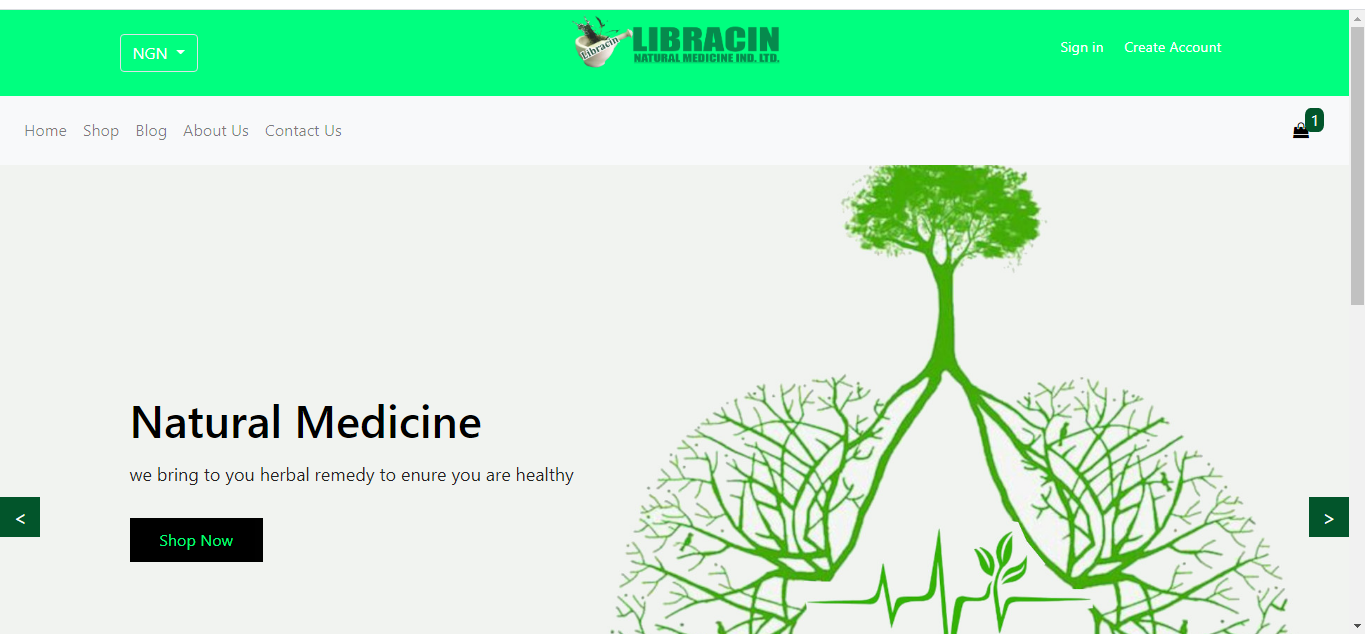 NGN
Libracin
LIBRACIN
NATURAL MEDICINE IND. LTD.
Sign in
Create Account
Home
Shop
Blog
About Us
Contact Us
1
Natural Medicine
we bring to you herbal remedy to enure you are healthy
<
>
Shop Now